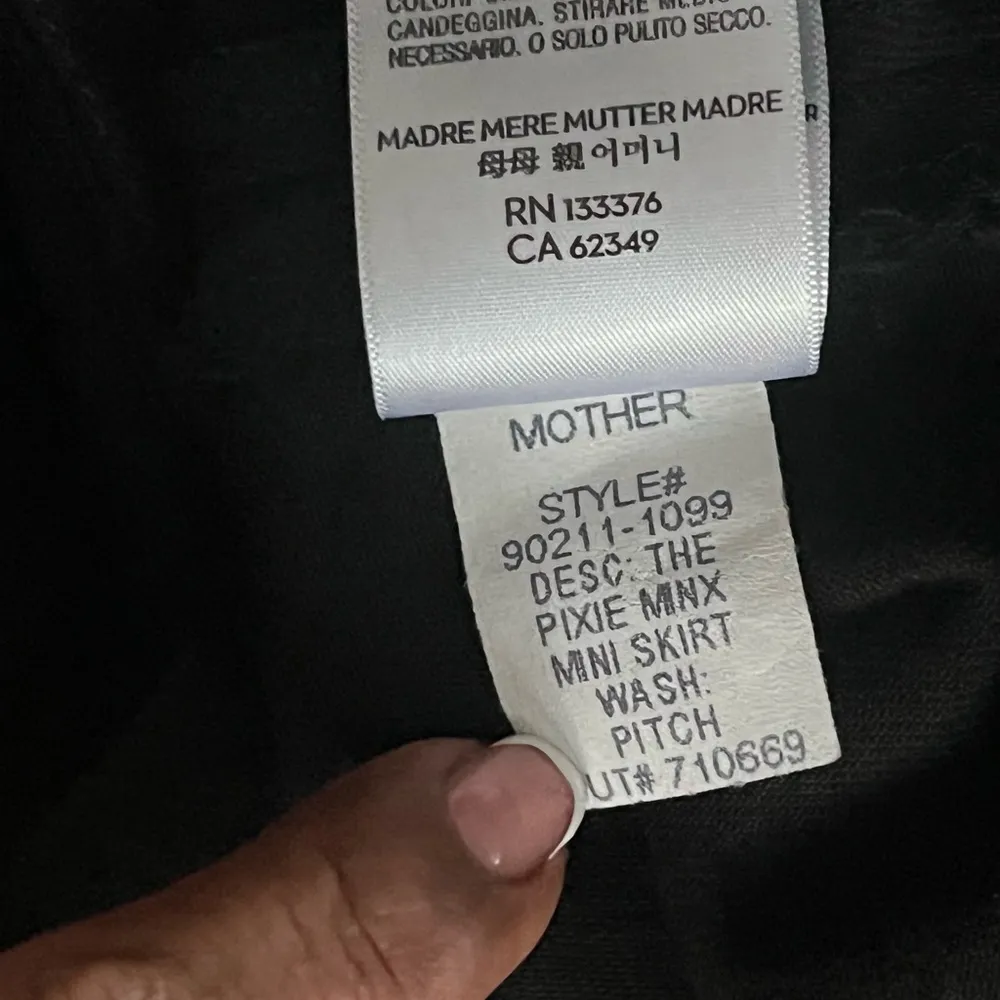 CANDEGGINA. STIRARE
NECESSARIO. O SOLO PULITO SECCO.
MADRE MERE MUTTER MADRE
母母 親 어머니
R
RN 133376
CA 62349
MOTHER
STYLE#
90211-1099
DESC: THE
PIXIE MINX
MINI SKIRT
WASH:
PITCH
UT# 710669